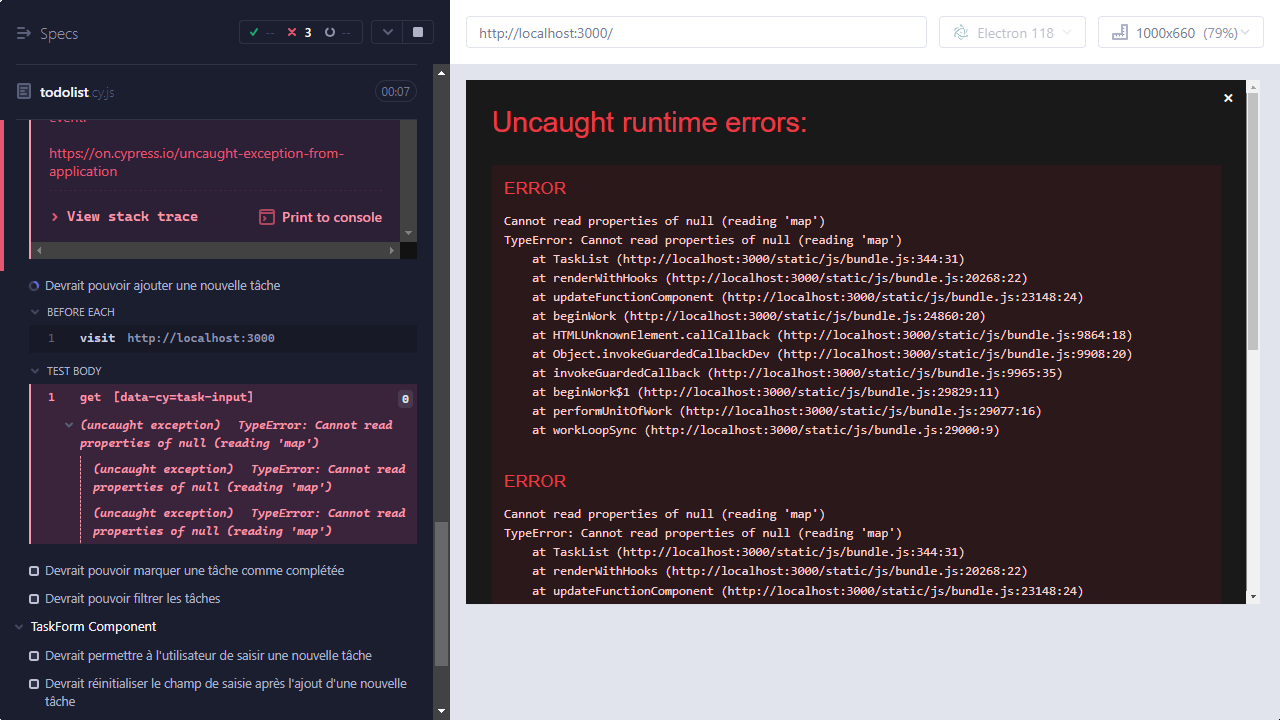 Specs
--
3
--
todolist.cy.js
00:07
https://on.cypress.io/uncaught-exception-from-
application
View stack trace
Print to console
Devrait pouvoir ajouter une nouvelle tâche
BEFORE EACH
1 visit http://localhost:3000
TEST BODY
1 get [data-cy=task-input] 0
(uncaught exception) TypeError: Cannot read
properties of null (reading 'map')
(uncaught exception) TypeError: Cannot read
properties of null (reading 'map')
(uncaught exception) TypeError: Cannot read
properties of null (reading 'map')
Devrait pouvoir marquer une tâche comme complétée
Devrait pouvoir filtrer les tâches
TaskForm Component
Devrait permettre à l'utilisateur de saisir une nouvelle tâche
Devrait réinitialiser le champ de saisie après l'ajout d'une nouvelle
tâche
http://localhost:3000/
Electron 118
1000x660 (79%)
Uncaught runtime errors:
×
ERROR
Cannot read properties of null (reading 'map')
TypeError: Cannot read properties of null (reading 'map')
at TaskList (http://localhost:3000/static/js/bundle.js:344:31)
at renderWithHooks (http://localhost:3000/static/js/bundle.js:20268:22)
at updateFunctionComponent (http://localhost:3000/static/js/bundle.js:23148:24)
at beginWork (http://localhost:3000/static/js/bundle.js:24860:20)
at HTMLUnknownElement.callCallback (http://localhost:3000/static/js/bundle.js:9864:18)
at Object.invokeGuardedCallbackDev (http://localhost:3000/static/js/bundle.js:9908:20)
at invokeGuardedCallback (http://localhost:3000/static/js/bundle.js:9965:35)
at beginWork$1 (http://localhost:3000/static/js/bundle.js:29829:11)
at performUnitOfWork (http://localhost:3000/static/js/bundle.js:29077:16)
at workLoopSync (http://localhost:3000/static/js/bundle.js:29000:9)
ERROR
Cannot read properties of null (reading 'map')
TypeError: Cannot read properties of null (reading 'map')
at TaskList (http://localhost:3000/static/js/bundle.js:344:31)
at renderWithHooks (http://localhost:3000/static/js/bundle.js:20268:22)
at updateFunctionComponent (http://localhost:3000/static/js/bundle.js:23148:24)